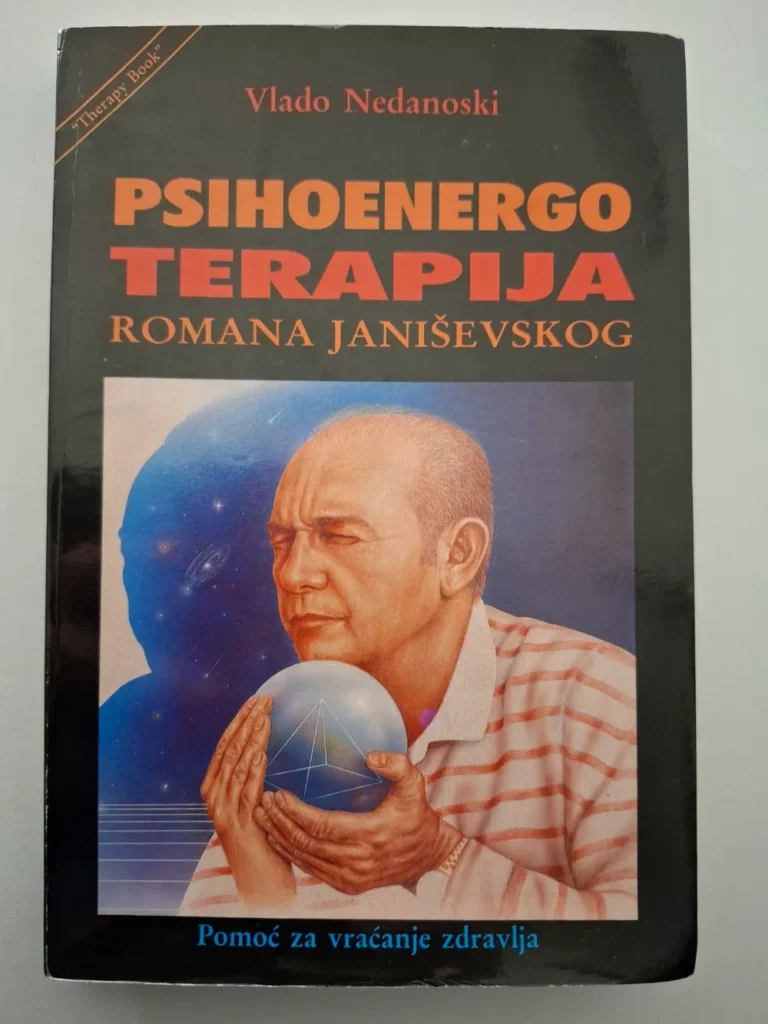 "Therapy Book"
Vlado Nedanoski
PSIHOENERGO
TERAPIJA
ROMANA JANIŠEVSKOG
Pomoć za vraćanje zdravlja